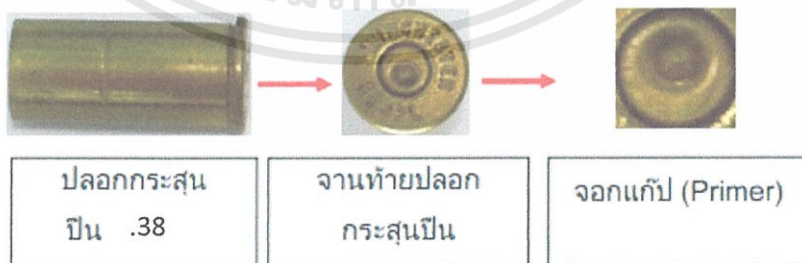 ปลอกกระสุน
ปืน .38
จานท้ายปลอก
กระสุนปืน
จอกแก๊ป (Primer)